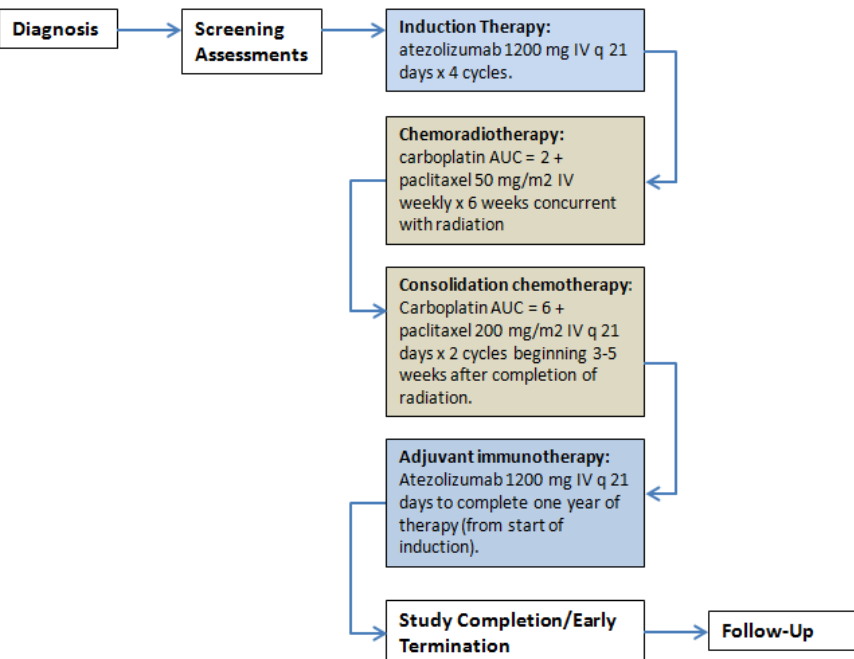 Diagnosis
Screening
Assessments
Induction Therapy:
atezolizumab 1200 mg IV q 21
days x 4 cycles.
Chemoradiotherapy:
carboplatin AUC = 2 +
paclitaxel 50 mg/m2 IV
weekly x 6 weeks concurrent
with radiation
Consolidation chemotherapy:
Carboplatin AUC = 6 +
paclitaxel 200 mg/m2 IV q 21
days x 2 cycles beginning 3-5
weeks after completion of
radiation.
Adjuvant immunotherapy:
Atezolizumab 1200 mg IV q 21
days to complete one year of
therapy (from start of
induction).
Study Completion/Early
Termination
Follow-Up